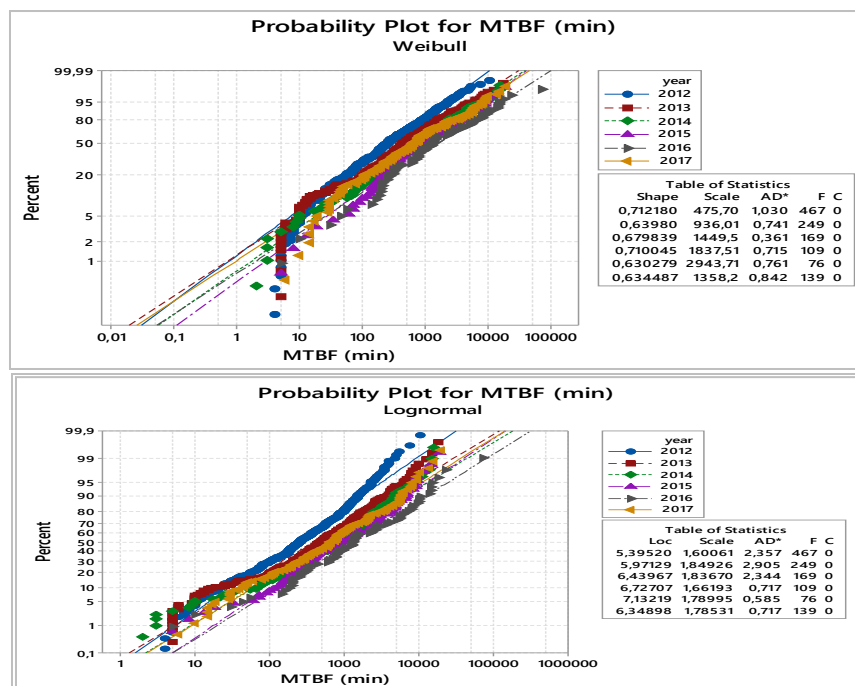 Probability Plot for MTBF (min)
Weibull
99,99
95
80
50
20
5
2
1
Percent
0,01 0,1 1 10 100 1000 10000 100000
MTBF (min)
year
2012
2013
2014
2015
2016
2017
Table of Statistics
Shape Scale AD* F C
0,712180 475,70 1,030 467 0
0,63980 936,01 0,741 249 0
0,679839 1449,5 0,361 169 0
0,710045 1837,51 0,715 109 0
0,630279 2943,71 0,761 76 0
0,634487 1358,2 0,842 139 0
Probability Plot for MTBF (min)
Lognormal
99,9
99
95
90
80
70
60
50
40
30
20
10
5
1
0,1
Percent
1 10 100 1000 10000 100000
MTBF (min)
year
2012
2013
2014
2015
2016
2017
Table of Statistics
Loc Scale AD* F C
5,39520 1,60061 2,357 467 0
5,97129 1,84926 2,905 249 0
6,43967 1,83670 2,344 169 0
6,72707 1,66193 0,717 109 0
7,13219 1,78995 0,585 76 0
6,34898 1,78531 0,717 139 0